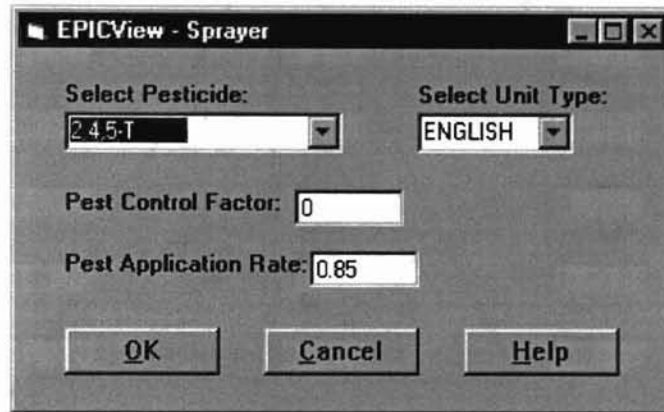 EPICView - Sprayer
Select Pesticide: Select Unit Type:
2,4,5-T ENGLISH
Pest Control Factor: 0
Pest Application Rate: 0.85
OK Cancel Help